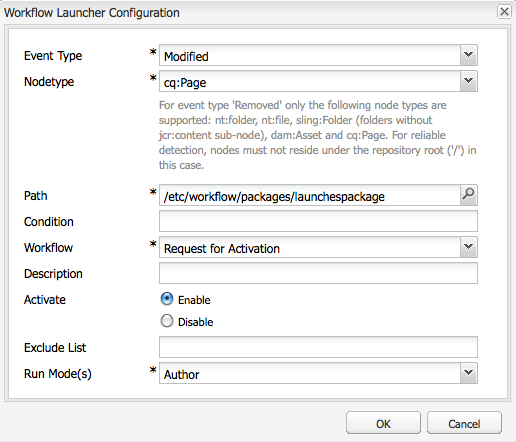 Workflow Launcher Configuration
Event Type * Modified
Nodetype * cq:Page
For event type 'Removed' only the following node types are
supported: nt:folder, nt:file, sling:Folder (folders without
jcr:content sub-node), dam:Asset and cq:Page. For reliable
detection, nodes must not reside under the repository root ('/') in
this case.
Path * /etc/workflow/packages/launchespackage
Condition
Workflow * Request for Activation
Description
Activate Enable
Disable
Exclude List
Run Mode(s) * Author
OK Cancel